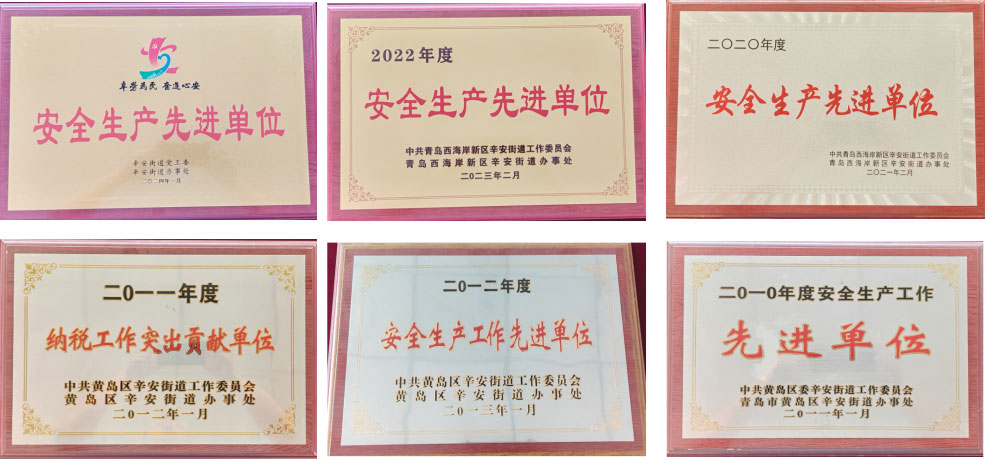 辛劳为民 奋进心安
安全生产先进单位
辛安街道党工委
辛安街道办事处
二〇二四年一月
2022年度
安全生产先进单位
中共青岛西海岸新区辛安街道工作委员会
青岛西海岸新区辛安街道办事处
二〇二三年二月
二〇二〇年度
安全生产先进单位
中共青岛西海岸新区辛安街道工作委员会
青岛西海岸新区辛安街道办事处
二〇二一年二月
二〇一一年度
纳税工作突出贡献单位
中共黄岛区辛安街道工作委员会
黄岛区辛安街道办事处
二〇一二年一月
二〇一二年度
安全生产工作先进单位
中共黄岛区辛安街道工作委员会
黄岛区辛安街道办事处
二〇一三年一月
二〇一〇年度安全生产工作
先进单位
中共黄岛区委辛安街道工作委员会
青岛市黄岛区辛安街道办事处
二〇一一年一月